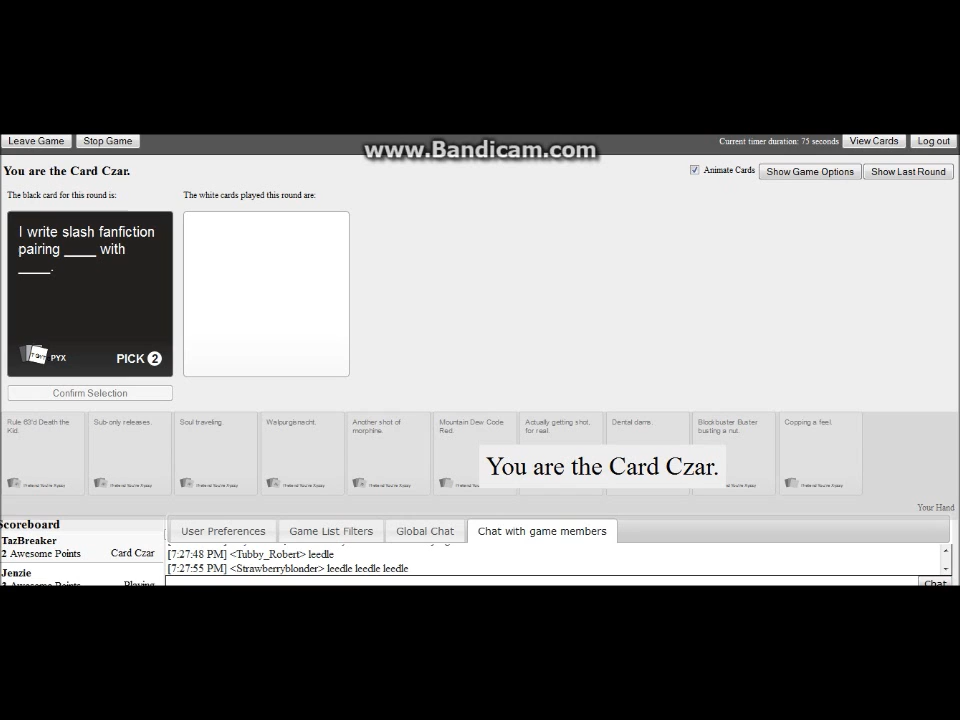 www.Bandicam.com
Leave Game Stop Game Current timer duration: 75 seconds View Cards Log out
You are the Card Czar. Animate Cards Show Game Options Show Last Round
The black card for this round is: The white cards played this round are:
I write slash fanfiction
pairing ____ with
____.
PYX PICK 2
Confirm Selection
Rule 63'd Death the
Kid.
Sub-only releases.
Soul traveling.
Walpurgisnacht.
Another shot of
morphine.
Mountain Dew Code
Red.
Actually getting shot,
for real.
Dental dams.
Blockbuster Buster
busting a nut.
Copping a feel.
You are the Card Czar.
Your Hand
Scoreboard
TazBreaker
2 Awesome Points Card Czar
Jenzie
Awesome Points Playing
User Preferences Game List Filters Global Chat Chat with game members
[7:27:48 PM] <Tubby_Robert> leedle
[7:27:55 PM] <Strawberryblonder> leedle leedle leedle
Chat